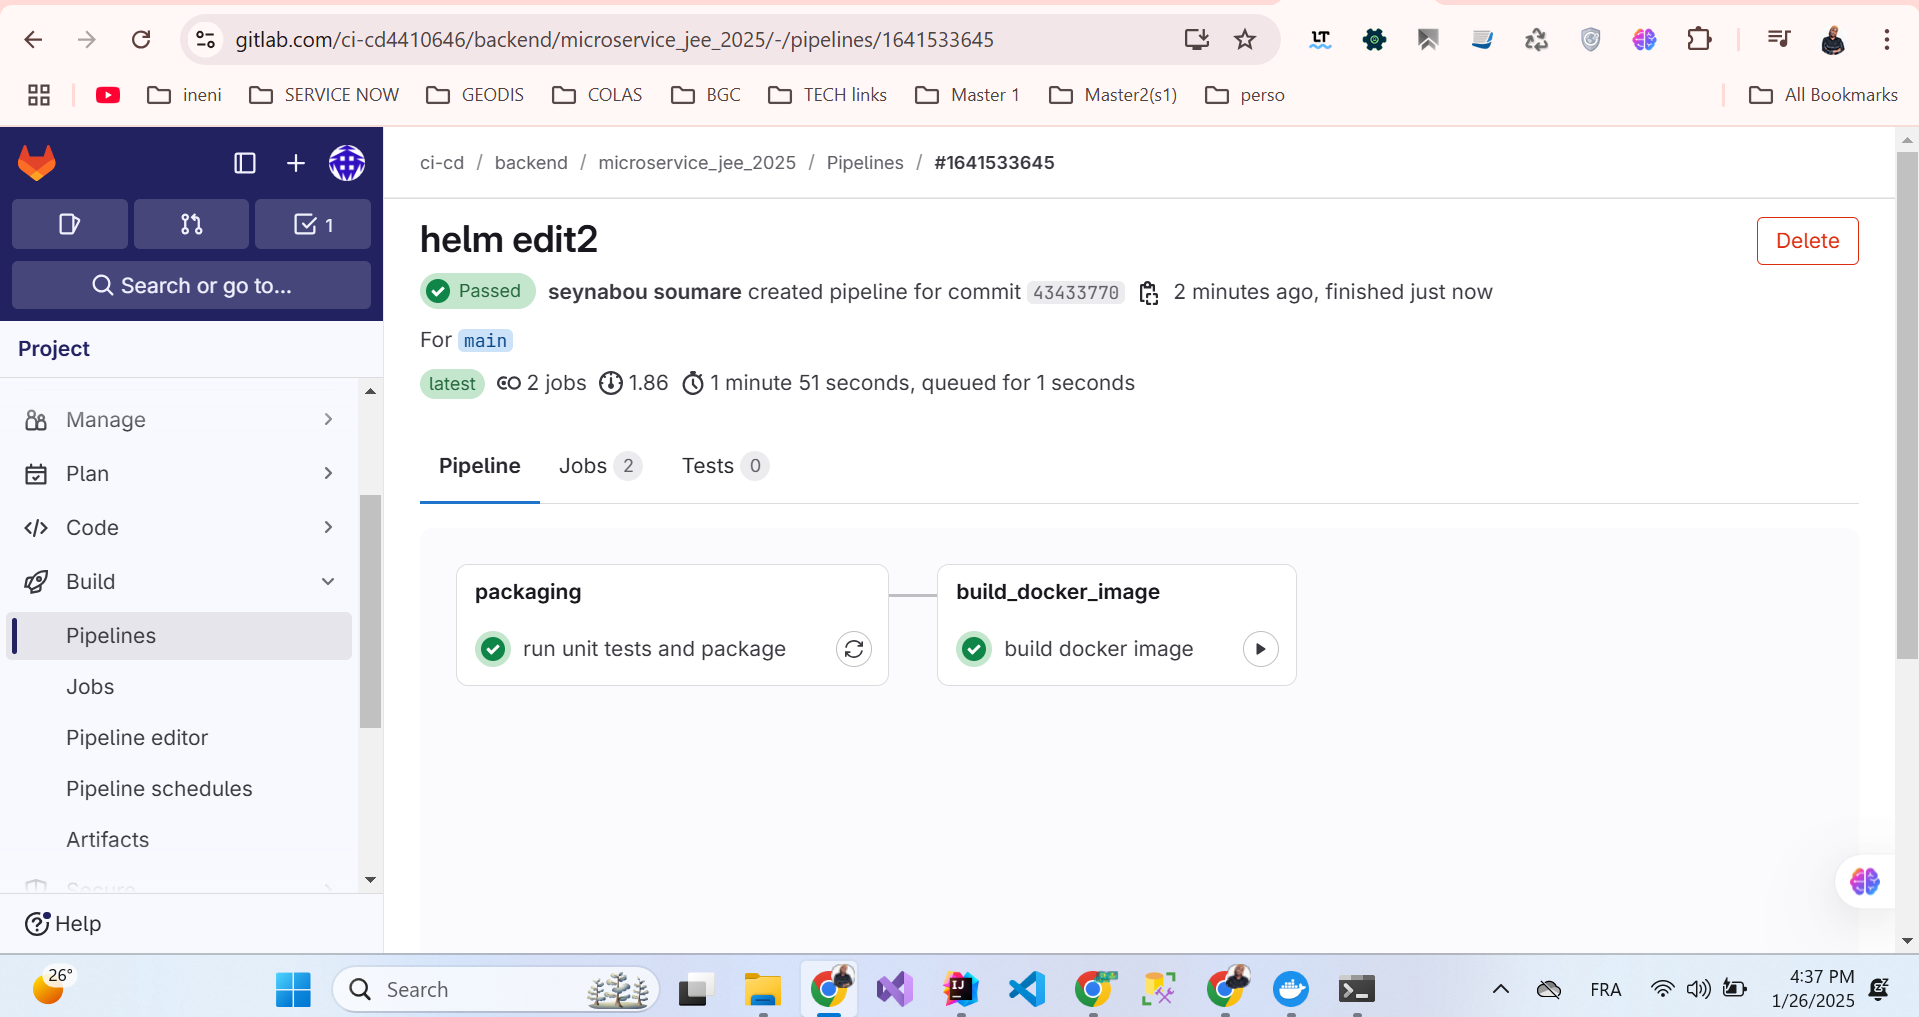 gitlab.com/ci-cd4410646/backend/microservice_jee_2025/-/pipelines/1641533645
LT
ineni
SERVICE NOW
GEODIS
COLAS
BGC
TECH links
Master 1
Master2(s1)
perso
All Bookmarks
1
Search or go to...
Project
Manage
Plan
Code
Build
Pipelines
Jobs
Pipeline editor
Pipeline schedules
Artifacts
Secure
Help
ci-cd / backend / microservice_jee_2025 / Pipelines / #1641533645
helm edit2
Delete
Passed seynabou soumare created pipeline for commit 43433770 2 minutes ago, finished just now
For main
latest 2 jobs 1.86 1 minute 51 seconds, queued for 1 seconds
Pipeline Jobs 2 Tests 0
packaging
run unit tests and package
build_docker_image
build docker image
26°
Search
IJ
FRA
4:37 PM
1/26/2025